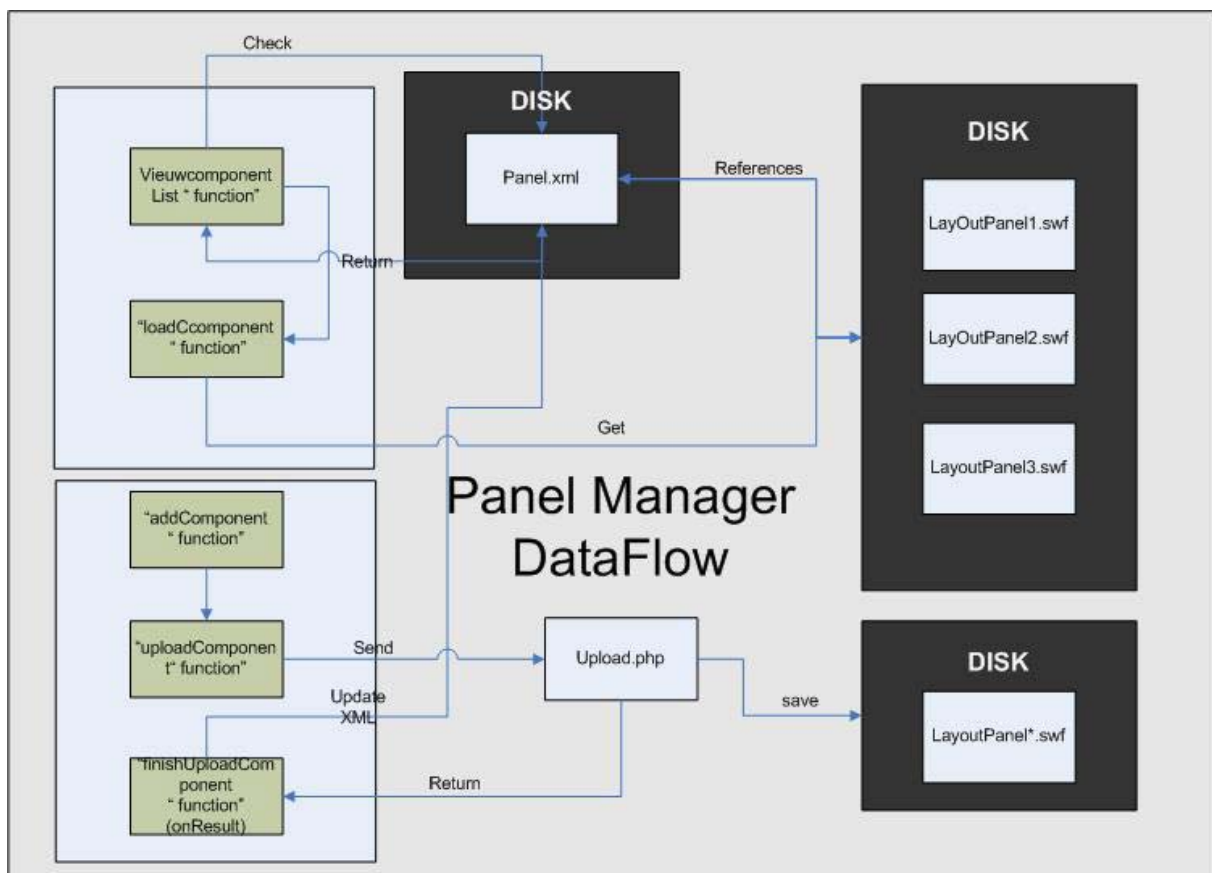 Check
DISK
Panel.xml
Vieuwcomponent
List “ function”
Return
“loadCcomponent
“ function”
References
DISK
LayOutPanel1.swf
LayOutPanel2.swf
LayoutPanel3.swf
Get
Panel Manager
DataFlow
“addComponent
“ function”
“uploadComponen
t“ function”
Send
Upload.php
Update
XML
save
DISK
LayoutPanel*.swf
“finishUploadCom
ponent
“ function”
(onResult)
Return